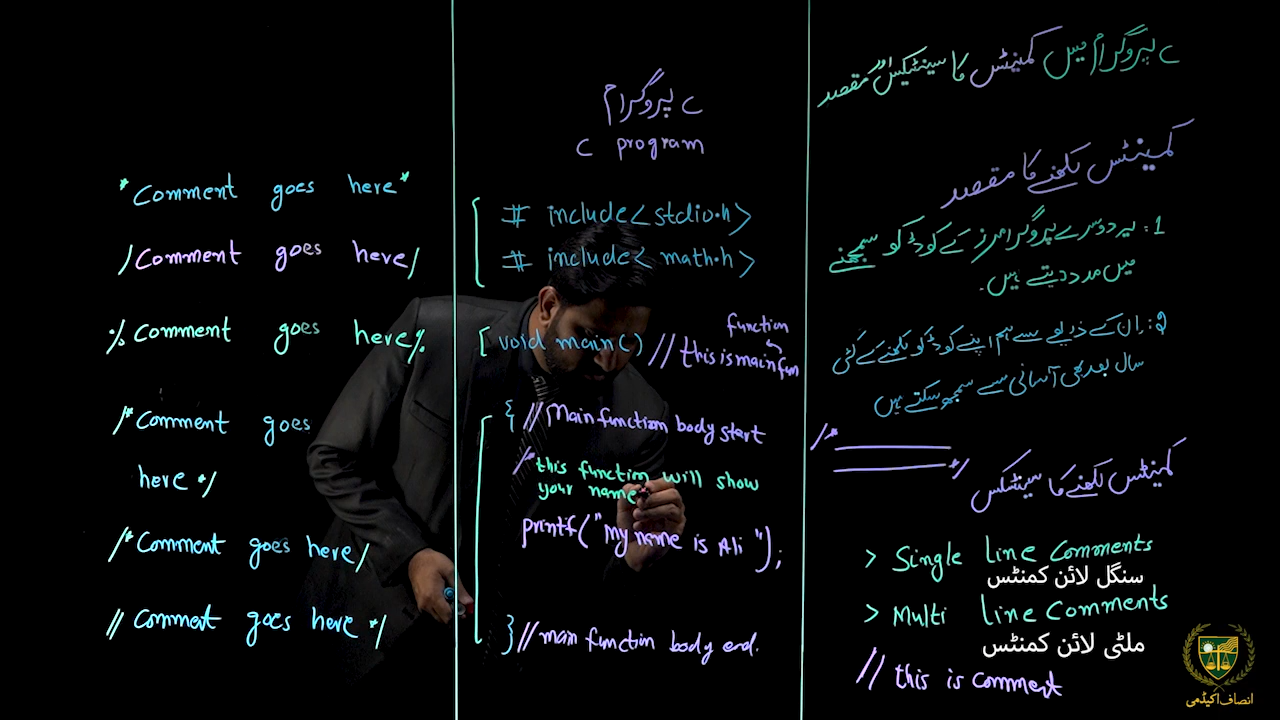 c پروگرام میں کمینٹس کا سینٹیکس اور مقصد
کمینٹس لکھنے کا مقصد
1: یہ دوسرے پروگرامرز کے کوڈ کو سمجھنے
میں مدد دیتے ہیں۔
2: اِن کے ذریعے سے ہم اپنے کوڈ کو لکھنے کے کئی
سال بعد بھی آسانی سے سمجھ سکتے ہیں
/*
*/
کمینٹس لکھنے کا سینٹیکس
> Single line comments
سنگل لائن کمنٹس
> Multi line comments
ملٹی لائن کمنٹس
// this is comment
انصاف اکیڈمی
c پروگرام
C program
# include< stdio.h >
# include< math.h >
function
void main() // this is main fun
{ // Main function body start
/* this function will show
your name
printf("My name is Ali ");
} // main function body end.
*Comment goes here*
/Comment goes here/
% Comment goes here%
/* Comment goes
here */
/* Comment goes here/
// Comment goes here */